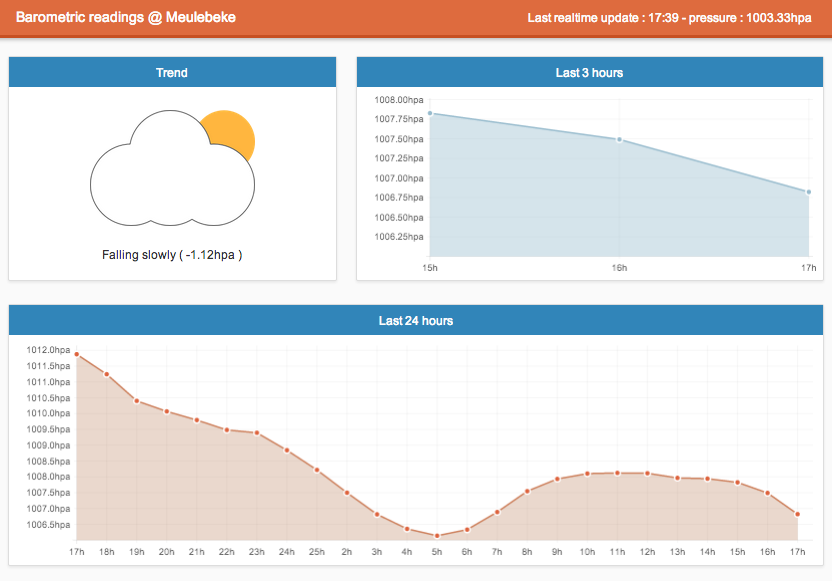 Barometric readings @ Meulebeke
Last realtime update : 17:39 - pressure : 1003.33hpa
Trend
Falling slowly ( -1.12hpa )
Last 3 hours
1008.00hpa
1007.75hpa
1007.50hpa
1007.25hpa
1007.00hpa
1006.75hpa
1006.50hpa
1006.25hpa
15h 16h 17h
Last 24 hours
1012.0hpa
1011.5hpa
1011.0hpa
1010.5hpa
1010.0hpa
1009.5hpa
1009.0hpa
1008.5hpa
1008.0hpa
1007.5hpa
1007.0hpa
1006.5hpa
17h 18h 19h 20h 21h 22h 23h 24h 25h 2h 3h 4h 5h 6h 7h 8h 9h 10h 11h 12h 13h 14h 15h 16h 17h